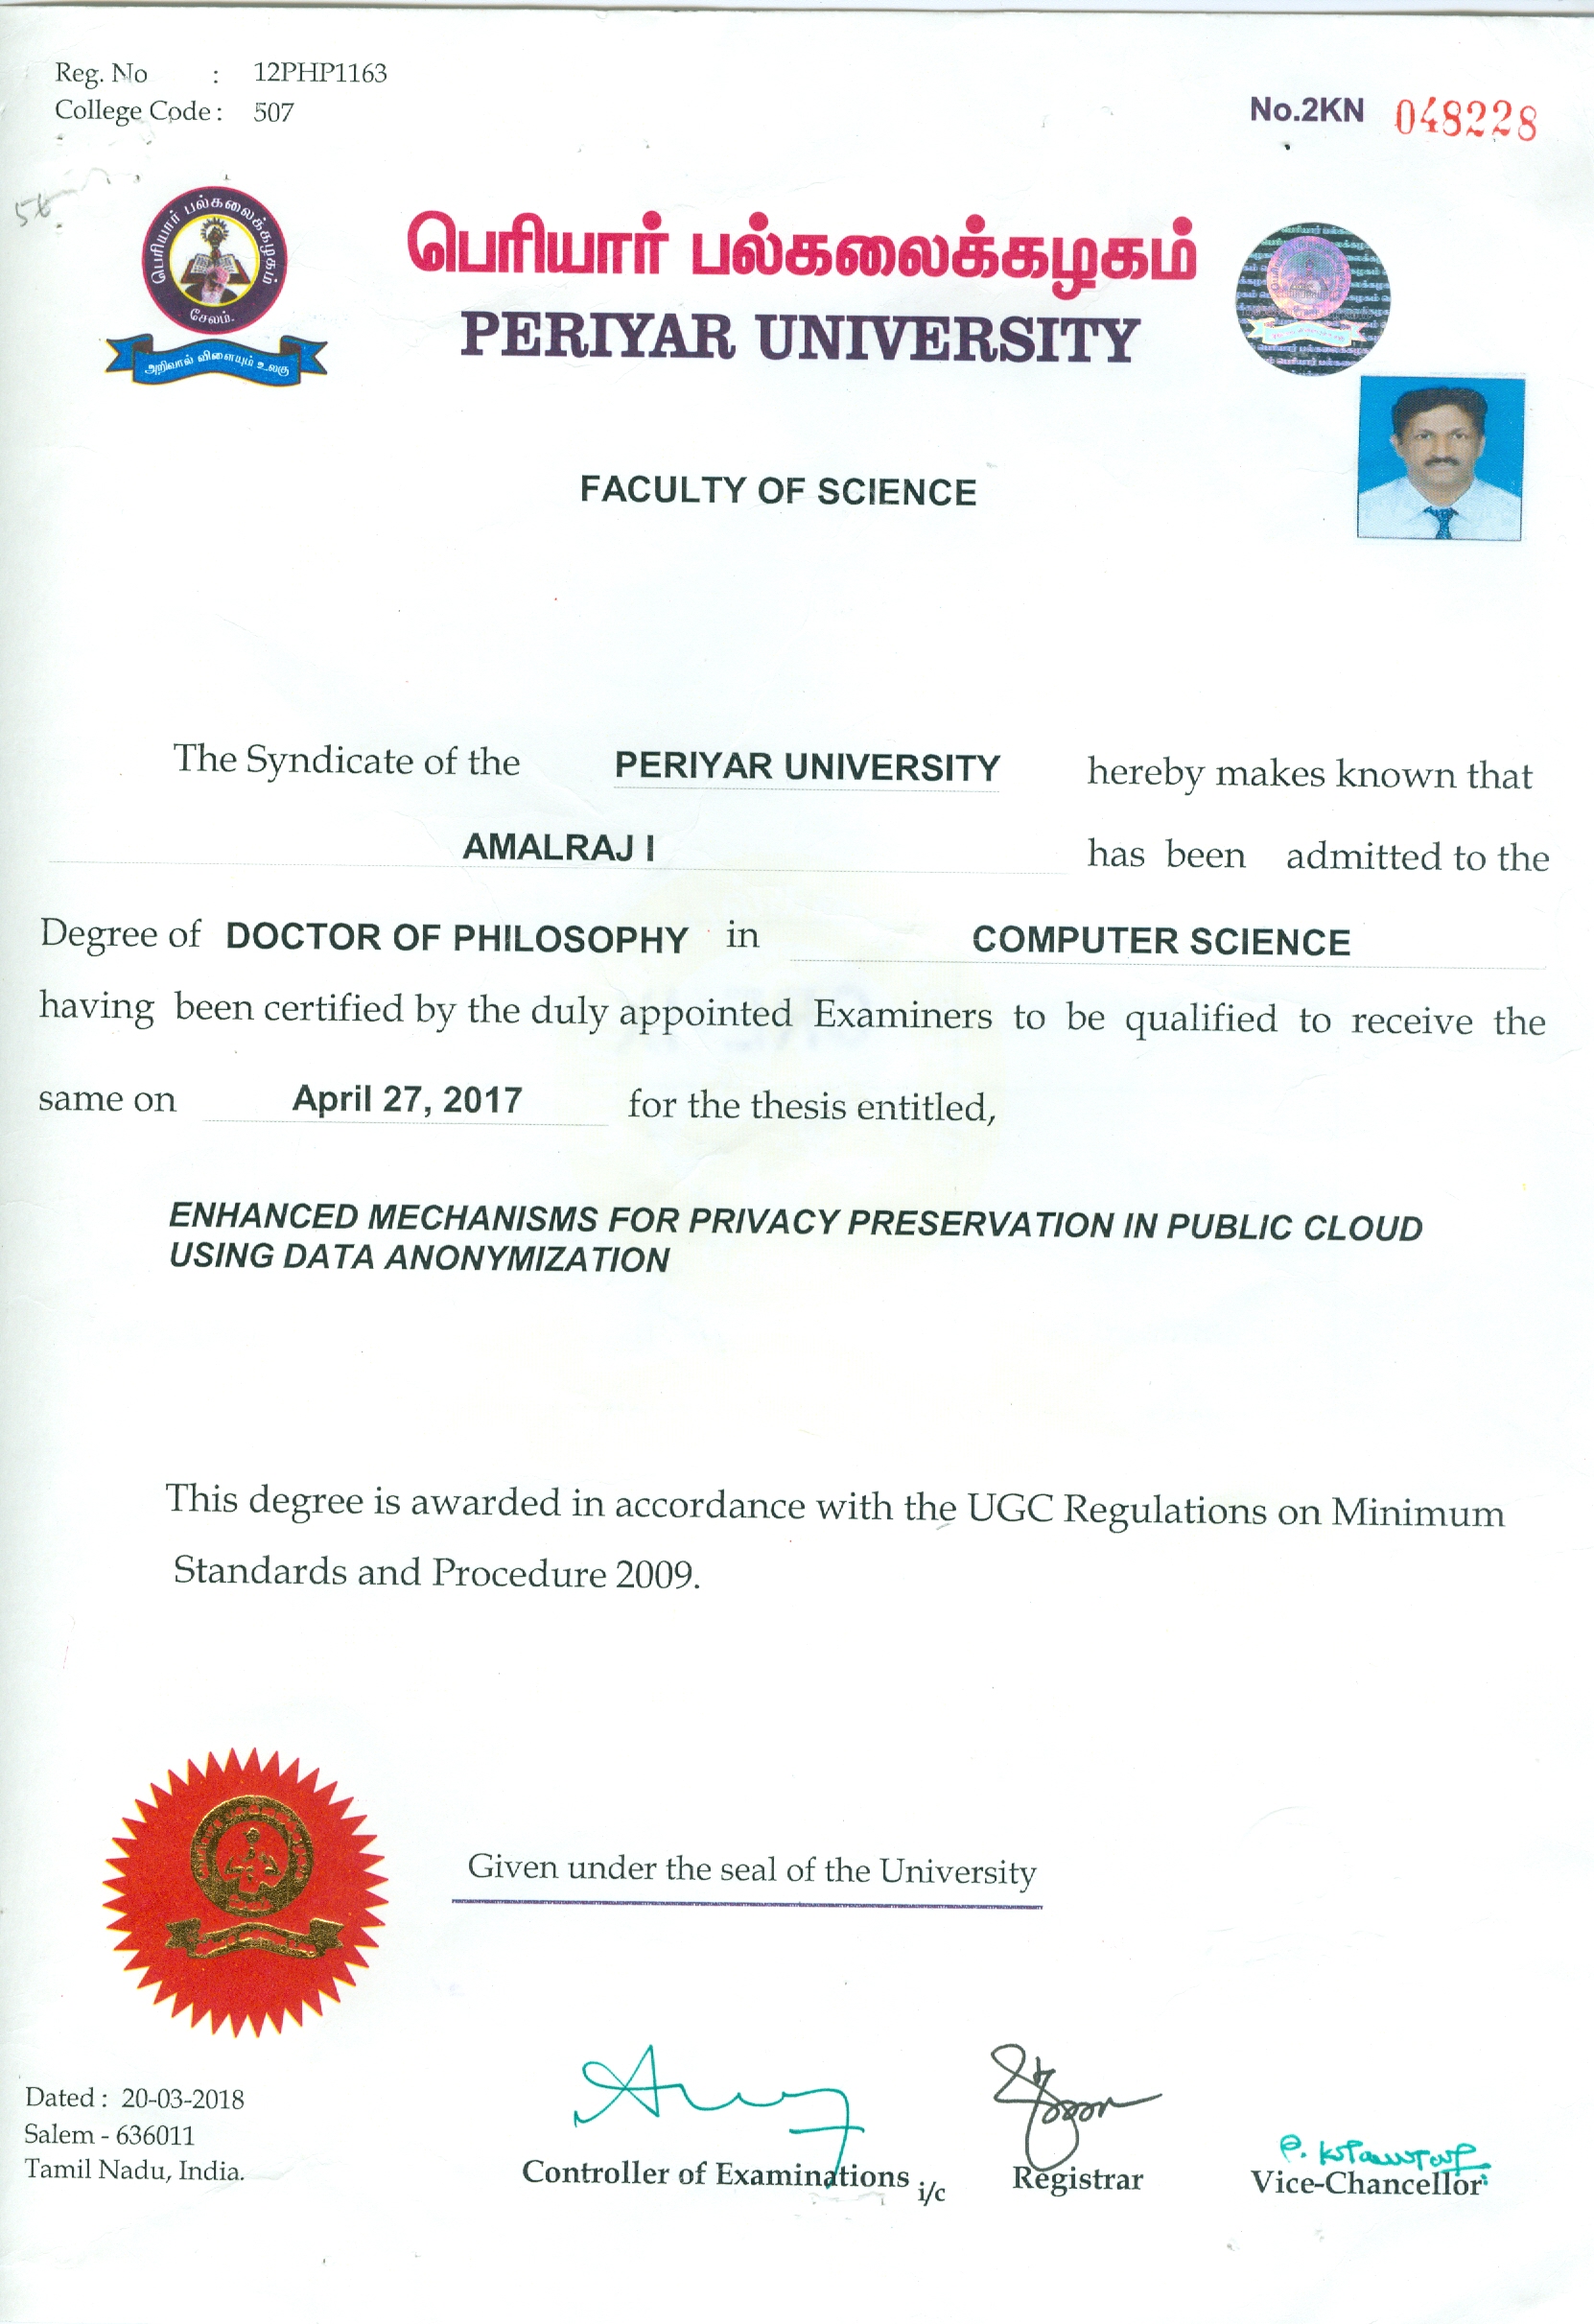 Reg. No : 12PHP1163
College Code : 507
No.2KN 048228
பெரியார் பல்கலைக்கழகம்
சேலம்.
அறிவால் விளையும் உலகு
பெரியார் பல்கலைக்கழகம்
PERIYAR UNIVERSITY
FACULTY OF SCIENCE
The Syndicate of the PERIYAR UNIVERSITY hereby makes known that
AMALRAJ I has been admitted to the
Degree of DOCTOR OF PHILOSOPHY in COMPUTER SCIENCE
having been certified by the duly appointed Examiners to be qualified to receive the
same on April 27, 2017 for the thesis entitled,
ENHANCED MECHANISMS FOR PRIVACY PRESERVATION IN PUBLIC CLOUD
USING DATA ANONYMIZATION
This degree is awarded in accordance with the UGC Regulations on Minimum
Standards and Procedure 2009.
Given under the seal of the University
Dated : 20-03-2018
Salem - 636011
Tamil Nadu, India.
Controller of Examinations i/c
Registrar
Vice-Chancellor